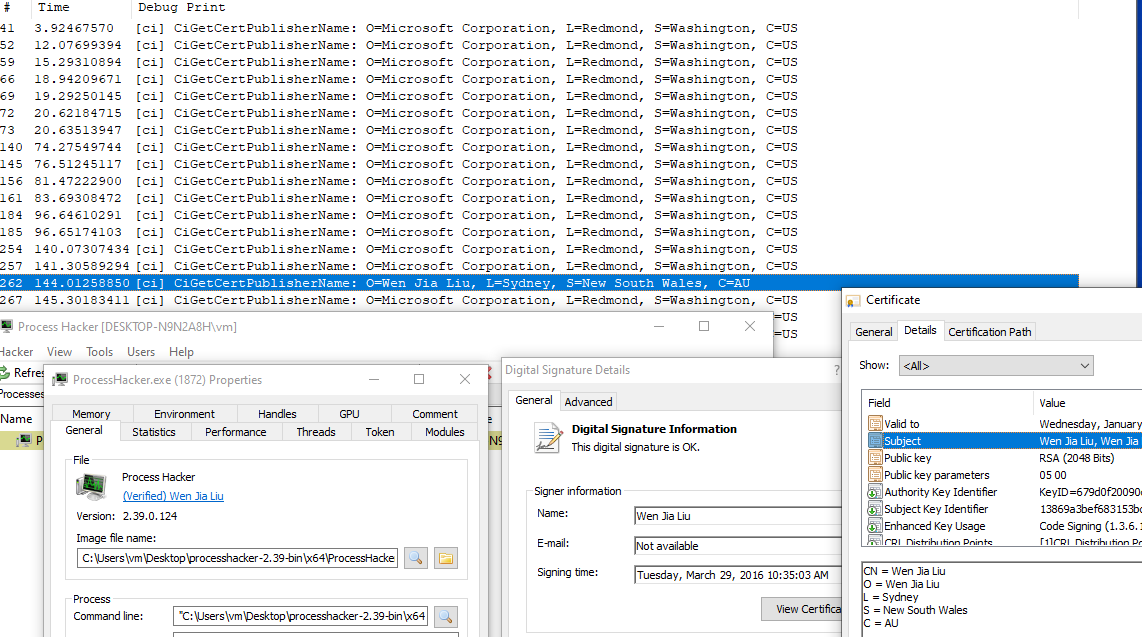 # Time Debug Print
41 3.92467570 [ci] CiGetCertPublisherName: O=Microsoft Corporation, L=Redmond, S=Washington, C=US
52 12.07699394 [ci] CiGetCertPublisherName: O=Microsoft Corporation, L=Redmond, S=Washington, C=US
59 15.29310894 [ci] CiGetCertPublisherName: O=Microsoft Corporation, L=Redmond, S=Washington, C=US
66 18.94209671 [ci] CiGetCertPublisherName: O=Microsoft Corporation, L=Redmond, S=Washington, C=US
69 19.29250145 [ci] CiGetCertPublisherName: O=Microsoft Corporation, L=Redmond, S=Washington, C=US
72 20.62184715 [ci] CiGetCertPublisherName: O=Microsoft Corporation, L=Redmond, S=Washington, C=US
73 20.63513947 [ci] CiGetCertPublisherName: O=Microsoft Corporation, L=Redmond, S=Washington, C=US
140 74.27549744 [ci] CiGetCertPublisherName: O=Microsoft Corporation, L=Redmond, S=Washington, C=US
145 76.51245117 [ci] CiGetCertPublisherName: O=Microsoft Corporation, L=Redmond, S=Washington, C=US
156 81.47222900 [ci] CiGetCertPublisherName: O=Microsoft Corporation, L=Redmond, S=Washington, C=US
161 83.69308472 [ci] CiGetCertPublisherName: O=Microsoft Corporation, L=Redmond, S=Washington, C=US
184 96.64610291 [ci] CiGetCertPublisherName: O=Microsoft Corporation, L=Redmond, S=Washington, C=US
185 96.65174103 [ci] CiGetCertPublisherName: O=Microsoft Corporation, L=Redmond, S=Washington, C=US
254 140.07307434 [ci] CiGetCertPublisherName: O=Microsoft Corporation, L=Redmond, S=Washington, C=US
257 141.30589294 [ci] CiGetCertPublisherName: O=Microsoft Corporation, L=Redmond, S=Washington, C=US
262 144.01258850 [ci] CiGetCertPublisherName: O=Wen Jia Liu, L=Sydney, S=New South Wales, C=AU
267 145.30183411 [ci] CiGetCertPublisherName: O=Microsoft Corporation, L=Redmond, S=Washington, C=US
=US
=US
Process Hacker [DESKTOP-N9N2A8H\vm]
Hacker View Tools Users Help
Refres
Processes
Name
P
N9
ProcessHacker.exe (1872) Properties
Memory Environment Handles GPU Comment
General Statistics Performance Threads Token Modules
File
Process Hacker
(Verified) Wen Jia Liu
Version: 2.39.0.124
Image file name:
C:\Users\vm\Desktop\processhacker-2.39-bin\x64\ProcessHacke
Process
Command line: "C:\Users\vm\Desktop\processhacker-2.39-bin\x64
Digital Signature Details ?
General Advanced
Digital Signature Information
This digital signature is OK.
Signer information
Name: Wen Jia Liu
E-mail: Not available
Signing time: Tuesday, March 29, 2016 10:35:03 AM
View Certifica
Certificate
General Details Certification Path
Show: <All>
Field Value
Valid to Wednesday, January
Subject Wen Jia Liu, Wen Jia
Public key RSA (2048 Bits)
Public key parameters 05 00
Authority Key Identifier KeyID=679d0f20090
Subject Key Identifier 13869a3bef683153b
Enhanced Key Usage Code Signing (1.3.6.1
CRL Distribution Points [1]CRL Distribution Po
CN = Wen Jia Liu
O = Wen Jia Liu
L = Sydney
S = New South Wales
C = AU